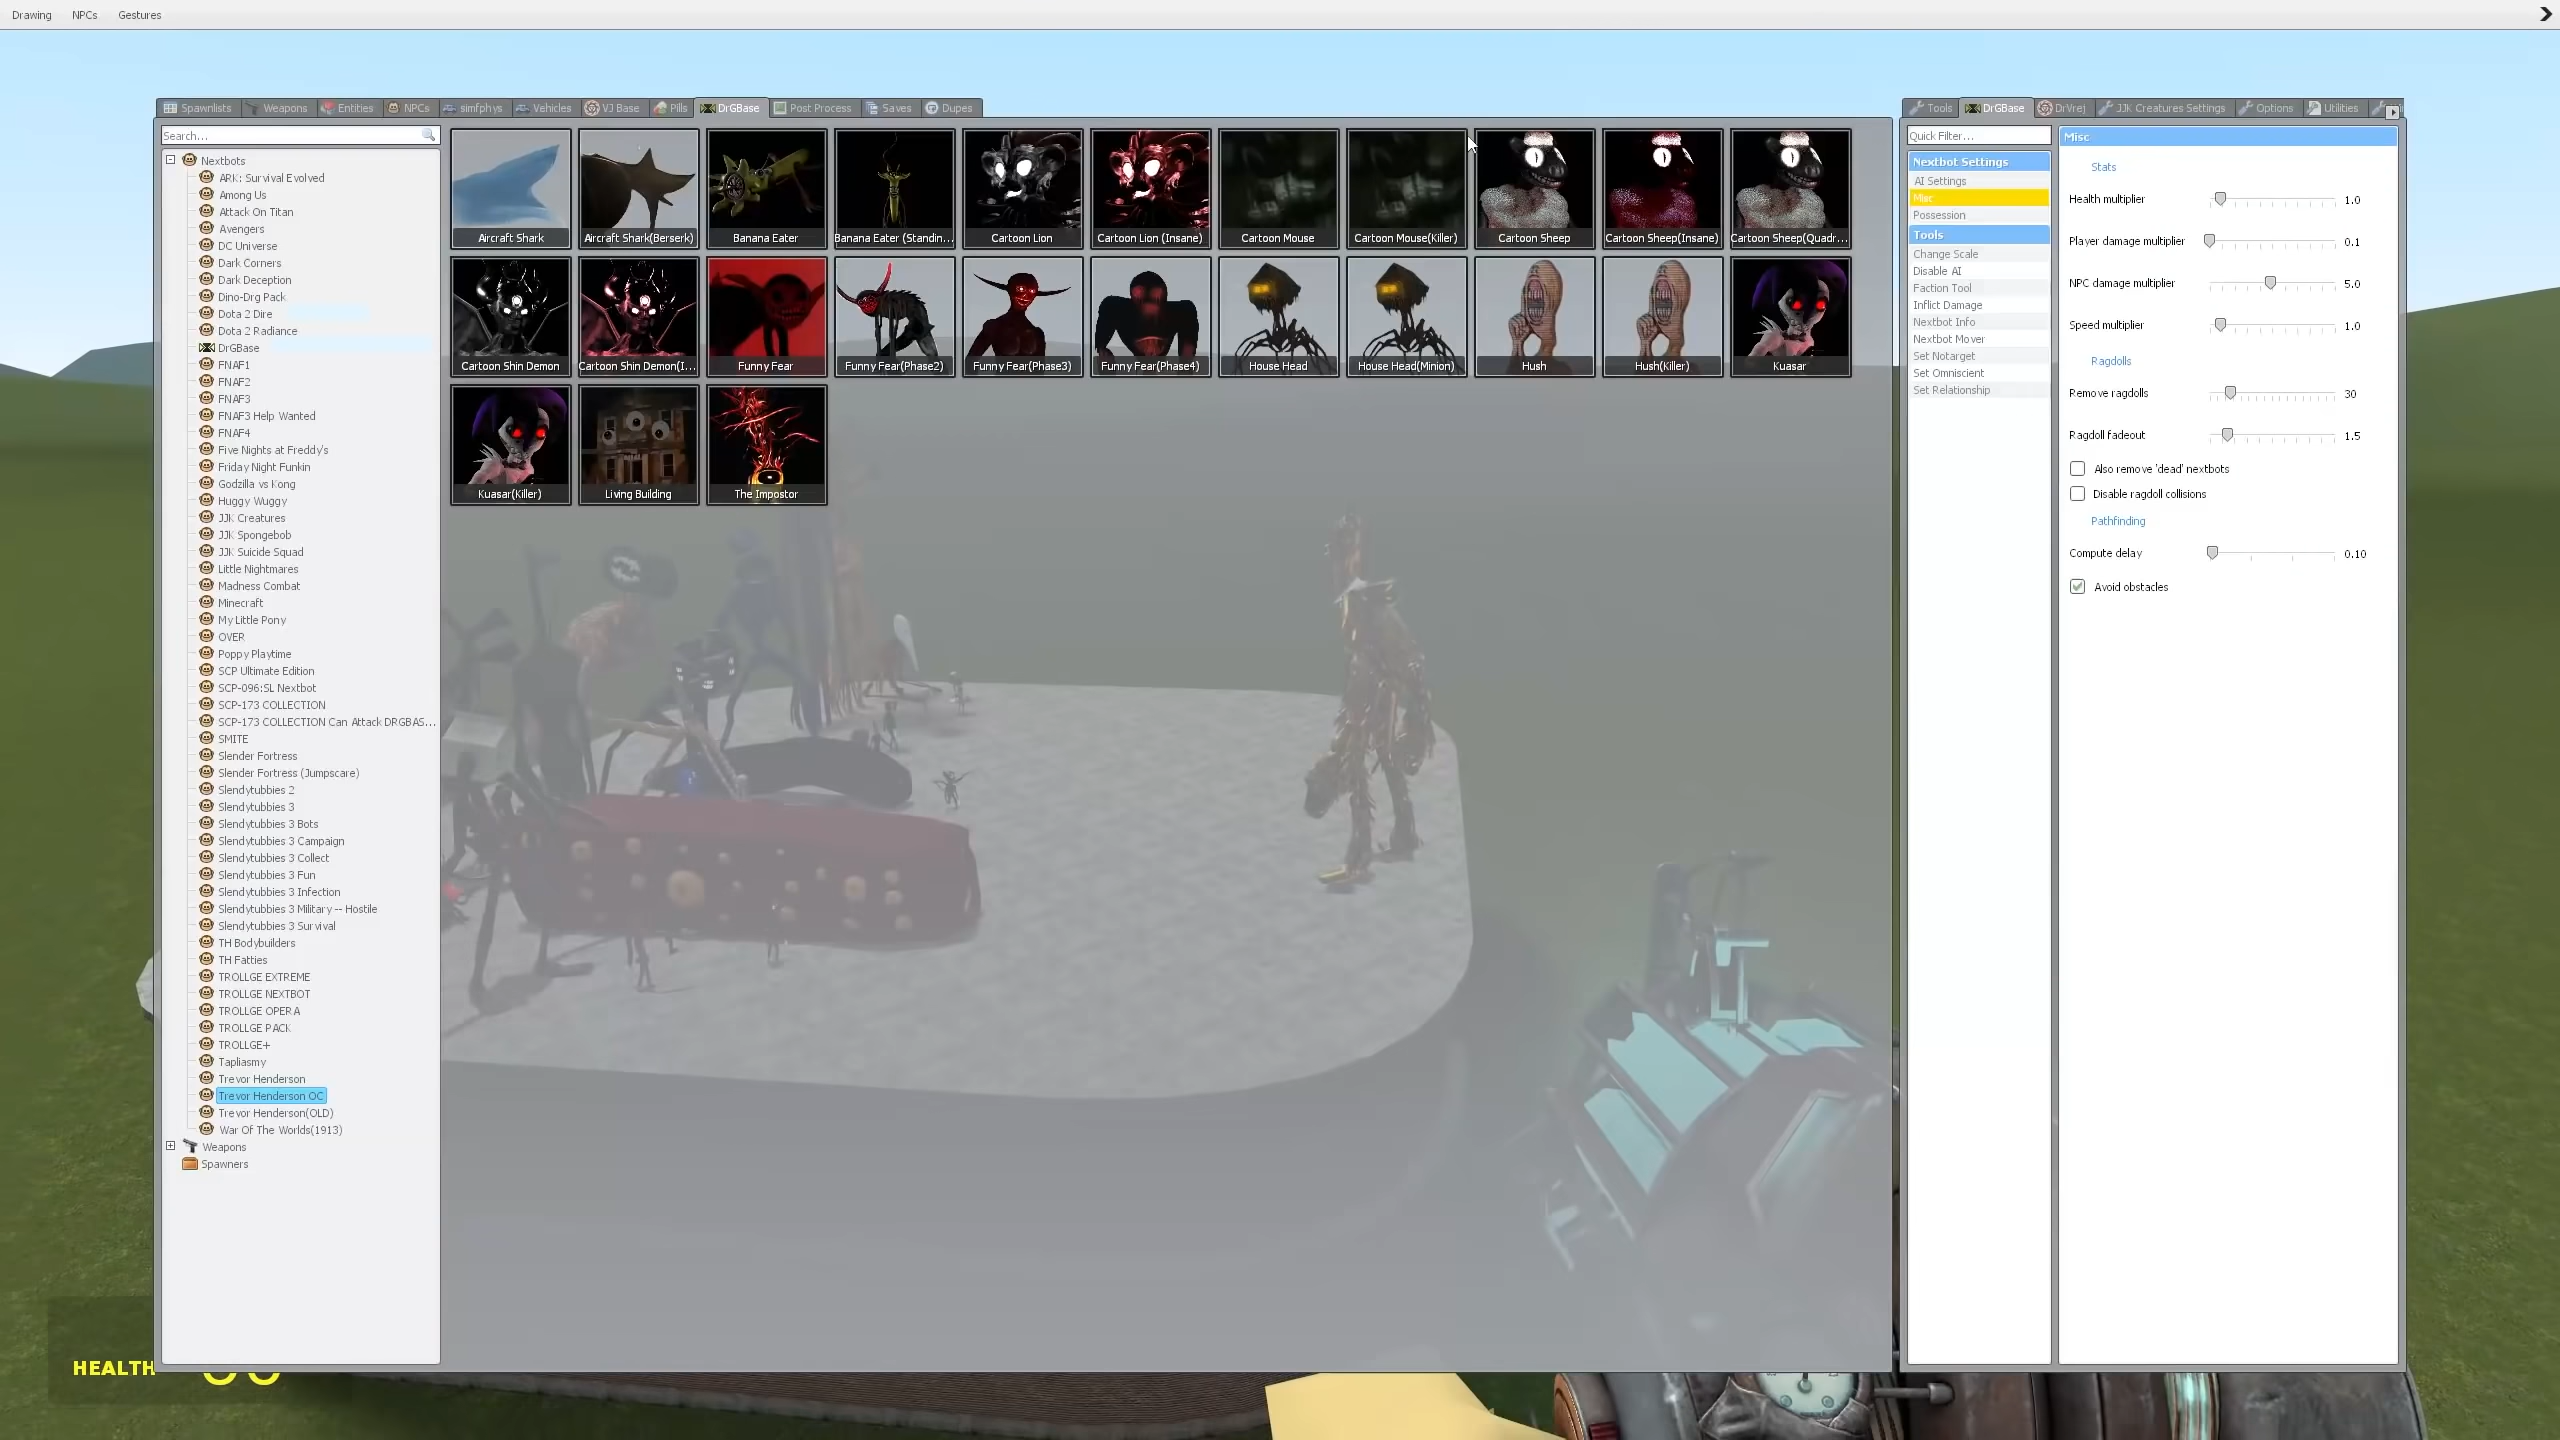 Drawing NPCs Gestures
Spawnlists Weapons Entities NPCs simfphys Vehicles VJ Base Pills DrGBase Post Process Saves Dupes
Search...
Nextbots
ARK: Survival Evolved
Among Us
Attack On Titan
Avengers
DC Universe
Dark Corners
Dark Deception
Dino-Drg Pack
Dota 2 Dire
Dota 2 Radiance
DrGBase
FNAF1
FNAF2
FNAF3
FNAF3 Help Wanted
FNAF4
Five Nights at Freddy's
Friday Night Funkin
Godzilla vs Kong
Huggy Wuggy
JJK Creatures
JJK Spongebob
JJK Suicide Squad
Little Nightmares
Madness Combat
Minecraft
My Little Pony
OVER
Poppy Playtime
SCP Ultimate Edition
SCP-096:SL Nextbot
SCP-173 COLLECTION
SCP-173 COLLECTION Can Attack DRGBAS...
SMITE
Slender Fortress
Slender Fortress (Jumpscare)
Slendytubbies 2
Slendytubbies 3
Slendytubbies 3 Bots
Slendytubbies 3 Campaign
Slendytubbies 3 Collect
Slendytubbies 3 Fun
Slendytubbies 3 Infection
Slendytubbies 3 Military -- Hostile
Slendytubbies 3 Survival
TH Bodybuilders
TH Fatties
TROLLGE EXTREME
TROLLGE NEXTBOT
TROLLGE OPERA
TROLLGE PACK
TROLLGE+
Tapliasmy
Trevor Henderson
Trevor Henderson OC
Trevor Henderson(OLD)
War Of The Worlds(1913)
Weapons
Spawners
Aircraft Shark Aircraft Shark(Berserk) Banana Eater Banana Eater (Standin... Cartoon Lion Cartoon Lion (Insane) Cartoon Mouse Cartoon Mouse(Killer) Cartoon Sheep Cartoon Sheep(Insane) Cartoon Sheep(Quadr...
Cartoon Shin Demon Cartoon Shin Demon(I... Funny Fear Funny Fear(Phase2) Funny Fear(Phase3) Funny Fear(Phase4) House Head House Head(Minion) Hush Hush(Killer) Kuasar
Kuasar(Killer) Living Building The Impostor
Tools DrGBase DrVrej JJK Creatures Settings Options Utilities
Quick Filter...
Nextbot Settings
AI Settings
Misc
Possession
Tools
Change Scale
Disable AI
Faction Tool
Inflict Damage
Nextbot Info
Nextbot Mover
Set Notarget
Set Omniscient
Set Relationship
Misc
Stats
Health multiplier 1.0
Player damage multiplier 0.1
NPC damage multiplier 5.0
Speed multiplier 1.0
Ragdolls
Remove ragdolls 30
Ragdoll fadeout 1.5
Also remove 'dead' nextbots
Disable ragdoll collisions
Pathfinding
Compute delay 0.10
Avoid obstacles
HEALTH